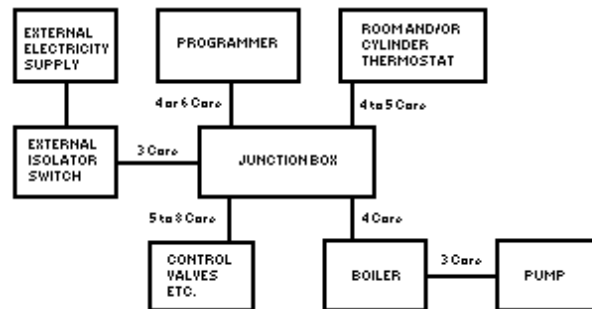 EXTERNAL
ELECTRICITY
SUPPLY
PROGRAMMER
ROOM AND/OR
CYLINDER
THERMOSTAT
4 or 6 Core
4 to 5 Core
EXTERNAL
ISOLATOR
SWITCH
3 Core
JUNCTION BOX
5 to 8 Core
4 Core
CONTROL
VALVES
ETC.
BOILER
3 Core
PUMP